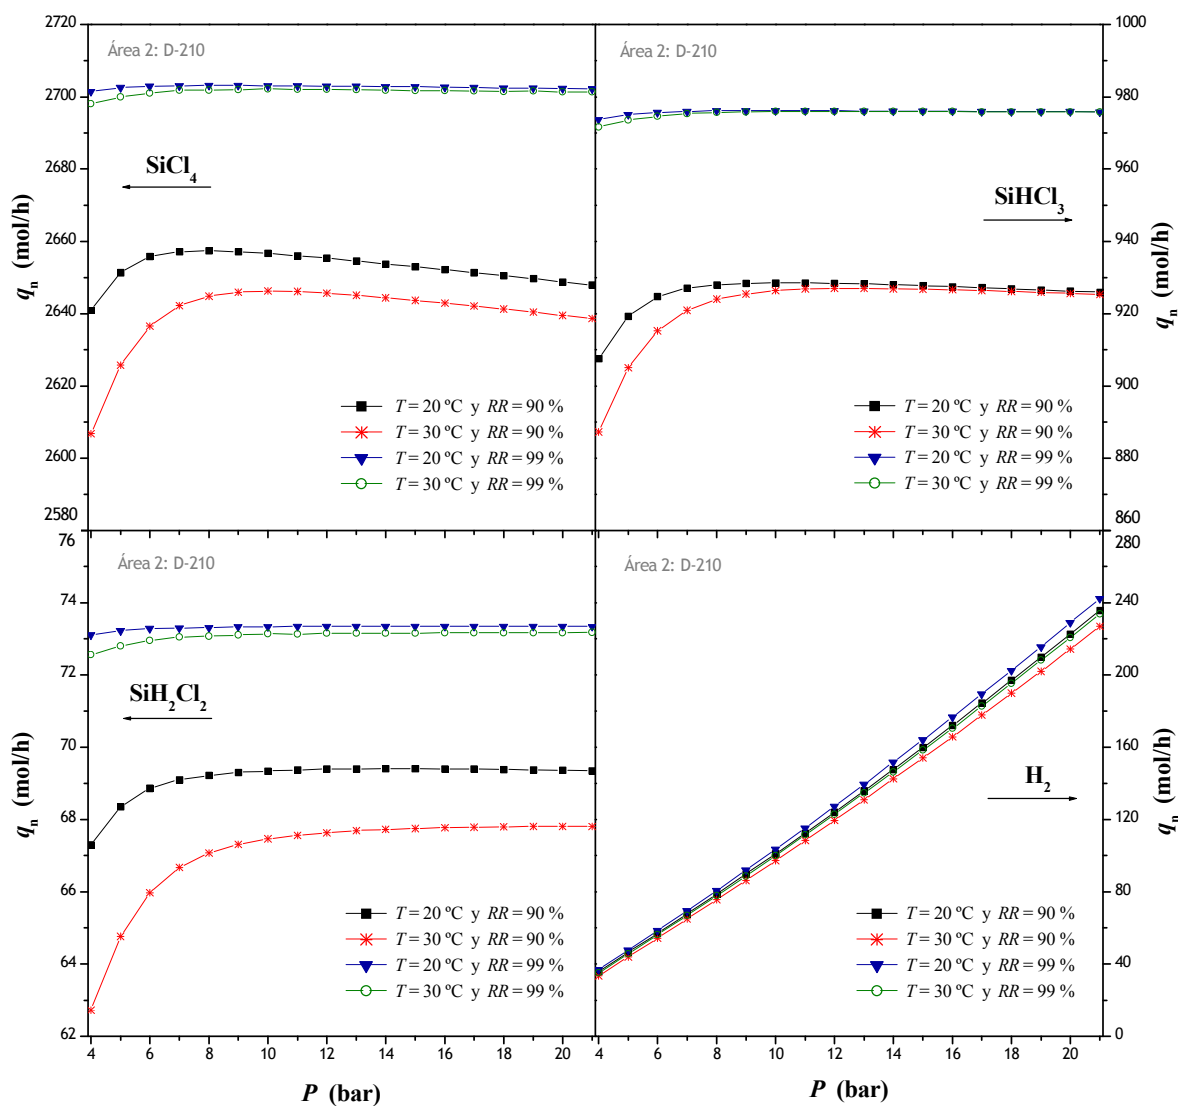 Área 2: D-210
2720
2700
2680
2660
2640
2620
2600
2580
qn (mol/h)
SiCl4
T = 20 ºC y RR = 90 %
T = 30 ºC y RR = 90 %
T = 20 ºC y RR = 99 %
T = 30 ºC y RR = 99 %
Área 2: D-210
1000
980
960
940
920
900
880
860
qn (mol/h)
SiHCl3
T = 20 ºC y RR = 90 %
T = 30 ºC y RR = 90 %
T = 20 ºC y RR = 99 %
T = 30 ºC y RR = 99 %
Área 2: D-210
76
74
72
70
68
66
64
62
qn (mol/h)
SiH2Cl2
T = 20 ºC y RR = 90 %
T = 30 ºC y RR = 90 %
T = 20 ºC y RR = 99 %
T = 30 ºC y RR = 99 %
4 6 8 10 12 14 16 18 20
P (bar)
Área 2: D-210
280
240
200
160
120
80
40
0
qn (mol/h)
H2
T = 20 ºC y RR = 90 %
T = 30 ºC y RR = 90 %
T = 20 ºC y RR = 99 %
T = 30 ºC y RR = 99 %
4 6 8 10 12 14 16 18 20
P (bar)